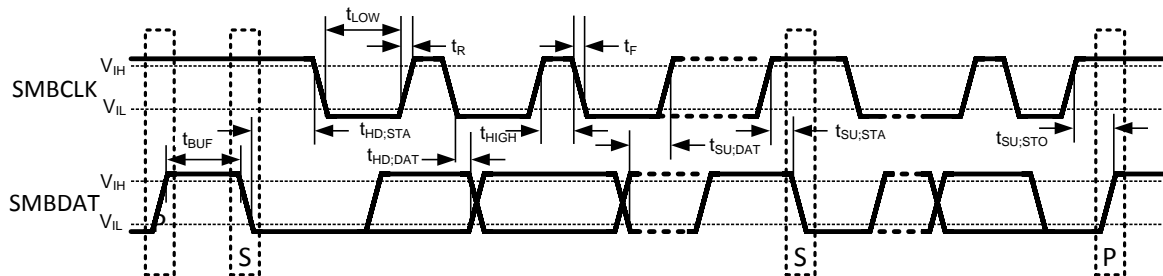 tLOW
tR
tF
VIH
SMBCLK
VIL
tBUF
tHD;STA
tHIGH
tHD;DAT
tSU;DAT
tSU;STA
tSU;STO
VIH
SMBDAT
VIL
P
S
S
P